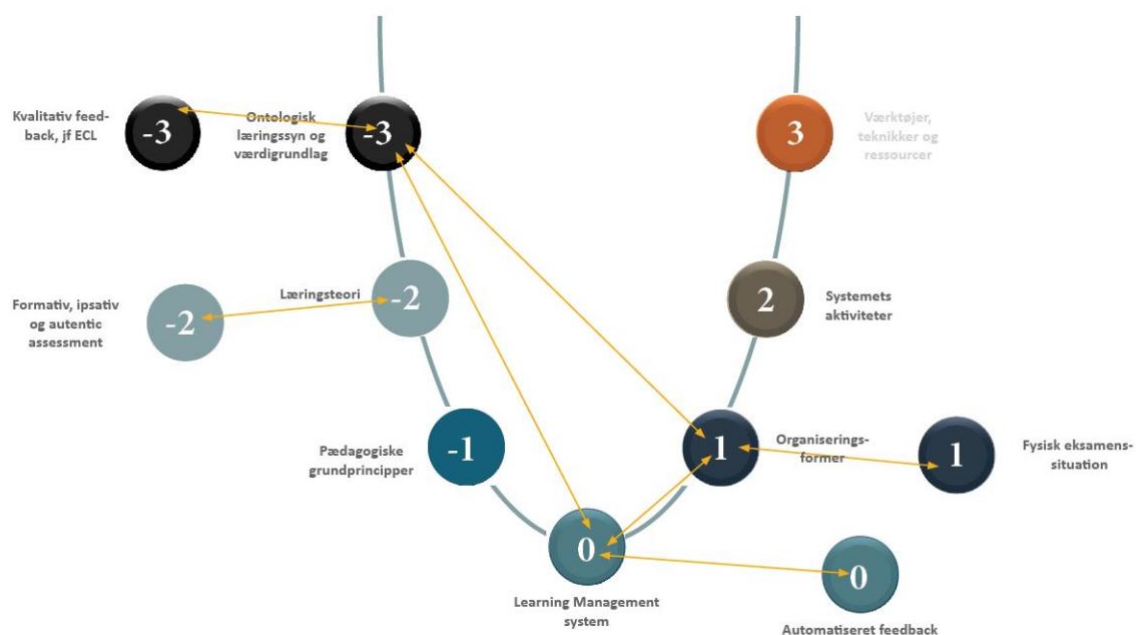 Kvalitativ feed-
back, jf ECL
-3
Ontologisk
læringssyn og
værdigrundlag
-3
3
Værktøjer,
teknikker og
ressourcer
Formativ, ipsativ
og autentic
assessment
-2
Læringsteori
-2
2
Systemets
aktiviteter
Pædagogiske
grundprincipper
-1
1
Organiserings-
former
1
Fysisk eksamens-
situation
0
Learning Management
system
0
Automatiseret feedback